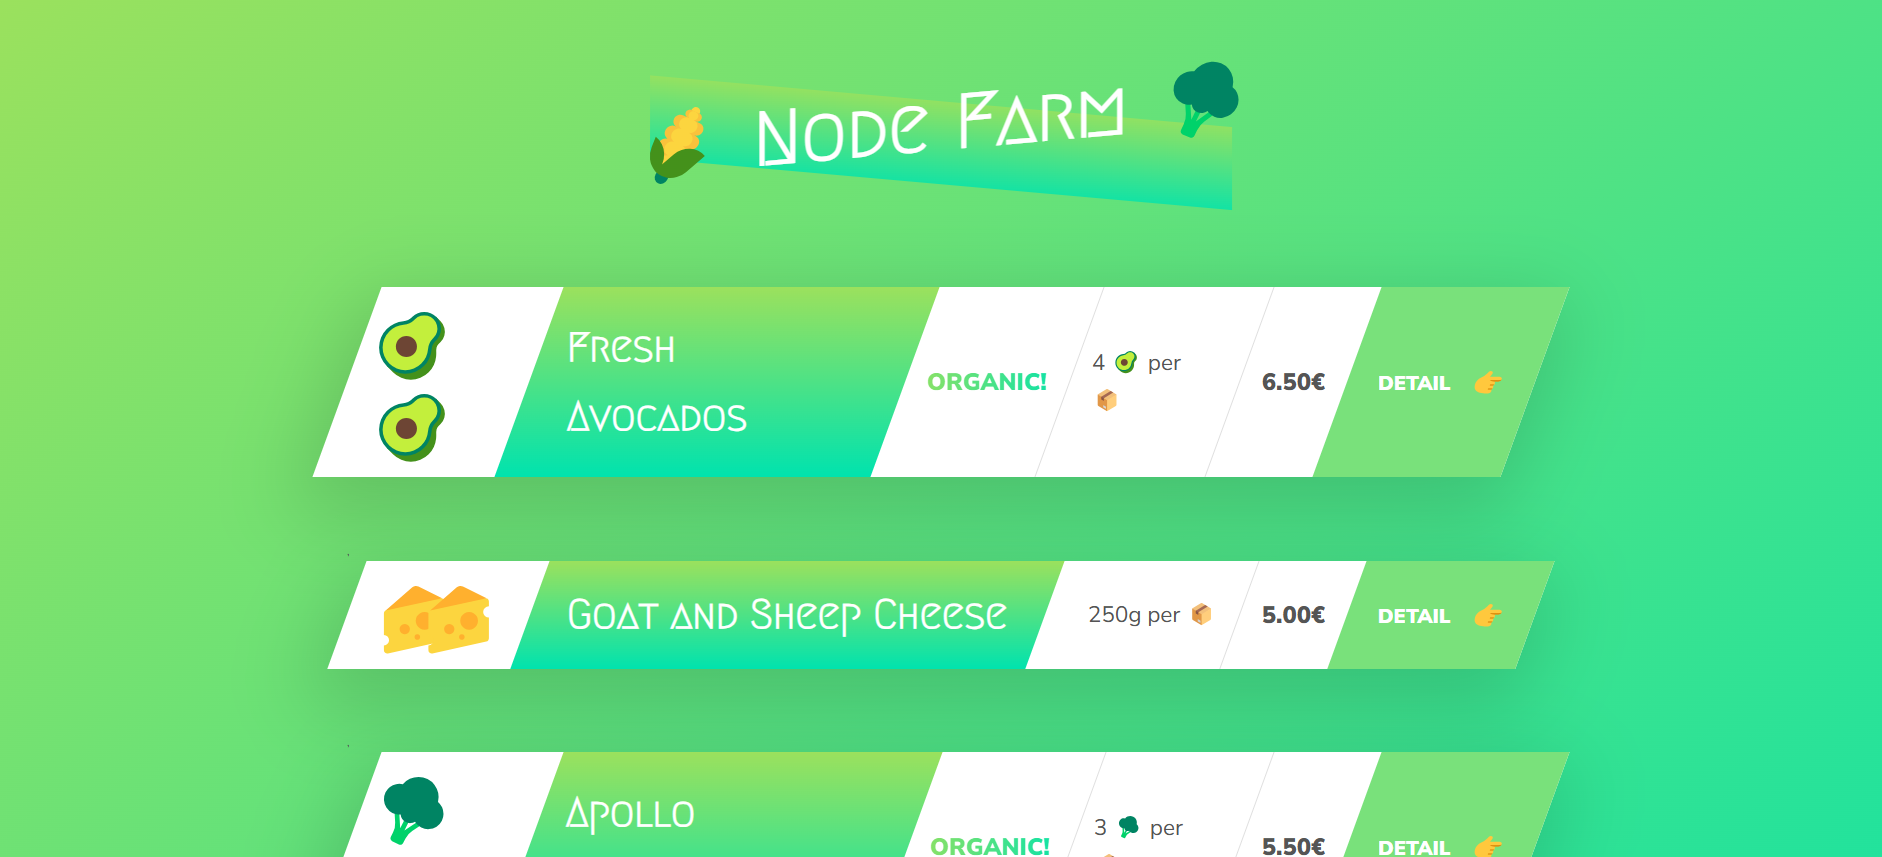 Node Farm
Fresh
Avocados
ORGANIC!
4 🥑 per
📦
6.50€
DETAIL 👉
Goat and Sheep Cheese
250g per 📦
5.00€
DETAIL 👉
Apollo
ORGANIC!
3 🥦 per
5.50€
DETAIL 👉